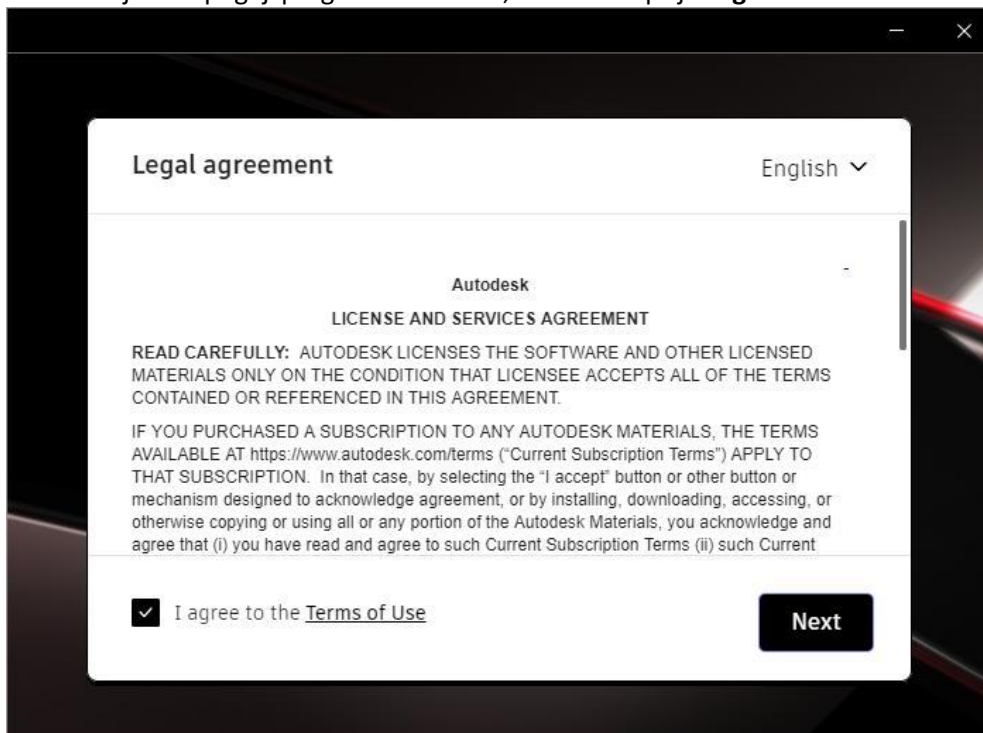 Legal agreement
English
Autodesk
LICENSE AND SERVICES AGREEMENT
READ CAREFULLY: AUTODESK LICENSES THE SOFTWARE AND OTHER LICENSED
MATERIALS ONLY ON THE CONDITION THAT LICENSEE ACCEPTS ALL OF THE TERMS
CONTAINED OR REFERENCED IN THIS AGREEMENT.
IF YOU PURCHASED A SUBSCRIPTION TO ANY AUTODESK MATERIALS, THE TERMS
AVAILABLE AT https://www.autodesk.com/terms (“Current Subscription Terms”) APPLY TO
THAT SUBSCRIPTION. In that case, by selecting the “I accept” button or other button or
mechanism designed to acknowledge agreement, or by installing, downloading, accessing, or
otherwise copying or using all or any portion of the Autodesk Materials, you acknowledge and
agree that (i) you have read and agree to such Current Subscription Terms (ii) such Current
I agree to the Terms of Use
Next